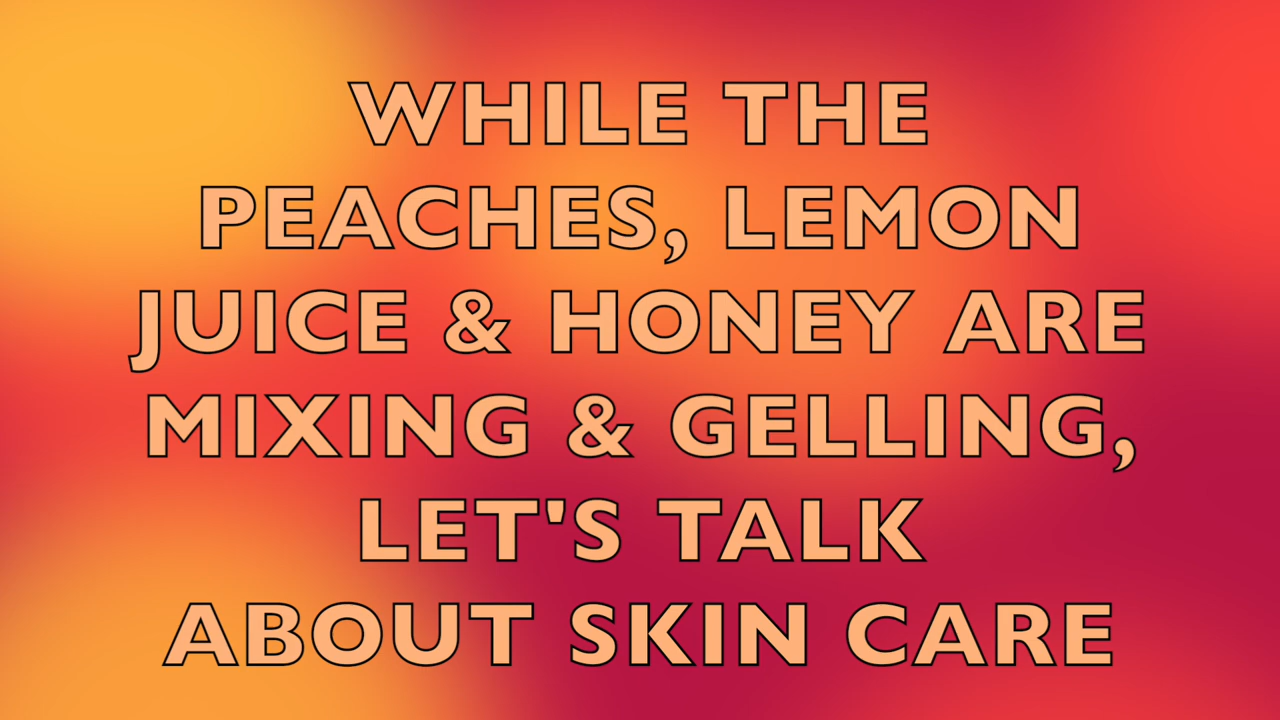 WHILE THE
PEACHES, LEMON
JUICE & HONEY ARE
MIXING & GELLING,
LET'S TALK
ABOUT SKIN CARE